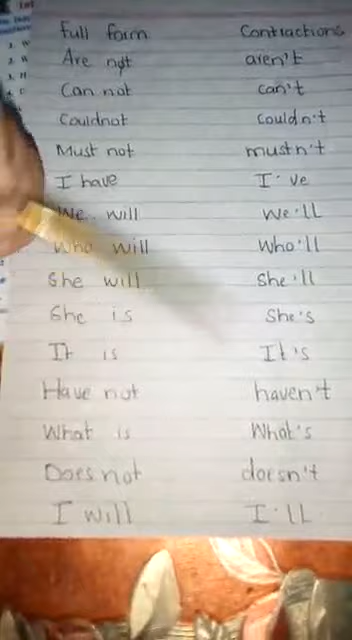 Full form Contractions
Are not aren't
Can not can't
Couldnot couldn't
Must not mustn't
I have I've
We will We'll
Who will Who'll
She will She'll
She is She's
It is It's
Have not haven't
What is What's
Does not doesn't
I will I'll